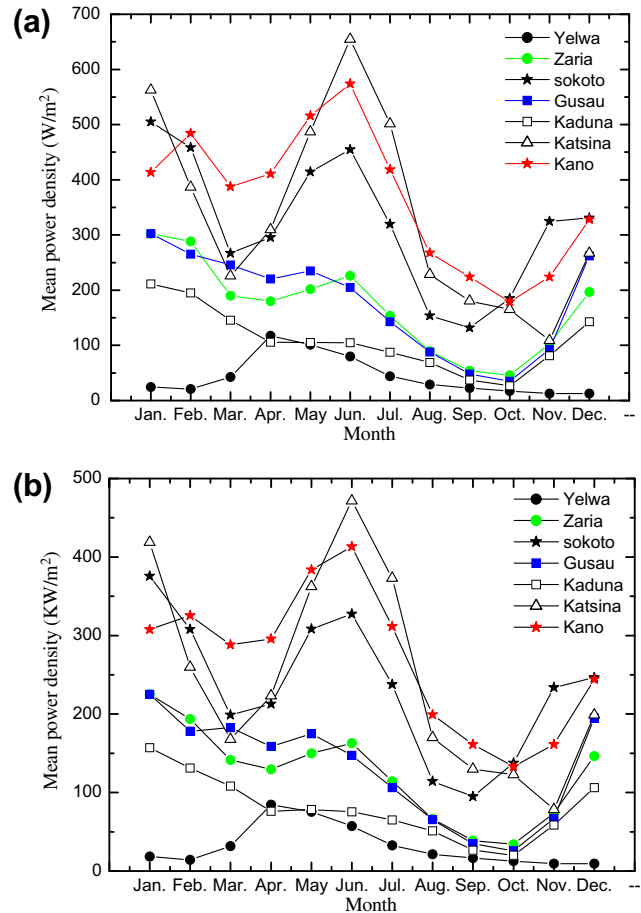 (a)
Mean power density (W/m²)
700
600
500
400
300
200
100
0
Yelwa
Zaria
sokoto
Gusau
Kaduna
Katsina
Kano
Jan. Feb. Mar. Apr. May Jun. Jul. Aug. Sep. Oct. Nov. Dec. --
Month
(b)
Mean power density (KW/m²)
500
400
300
200
100
0
Yelwa
Zaria
sokoto
Gusau
Kaduna
Katsina
Kano
Jan. Feb. Mar. Apr. May Jun. Jul. Aug. Sep. Oct. Nov. Dec. --
Month